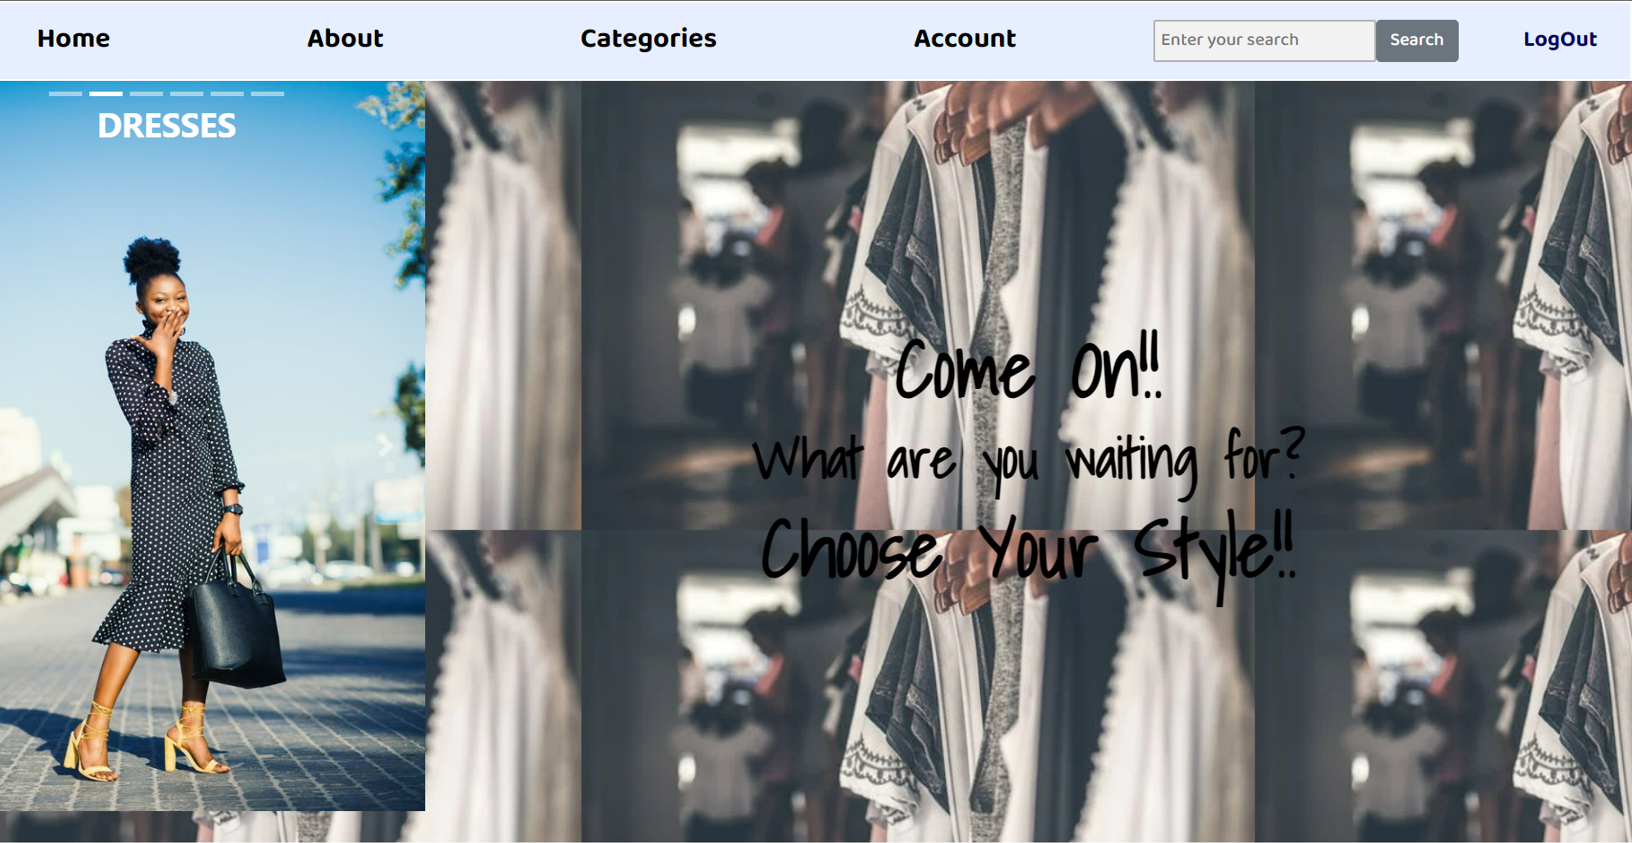 Home About Categories Account Enter your search Search LogOut
DRESSES
Come On!!
What are you waiting for?
Choose Your Style!!